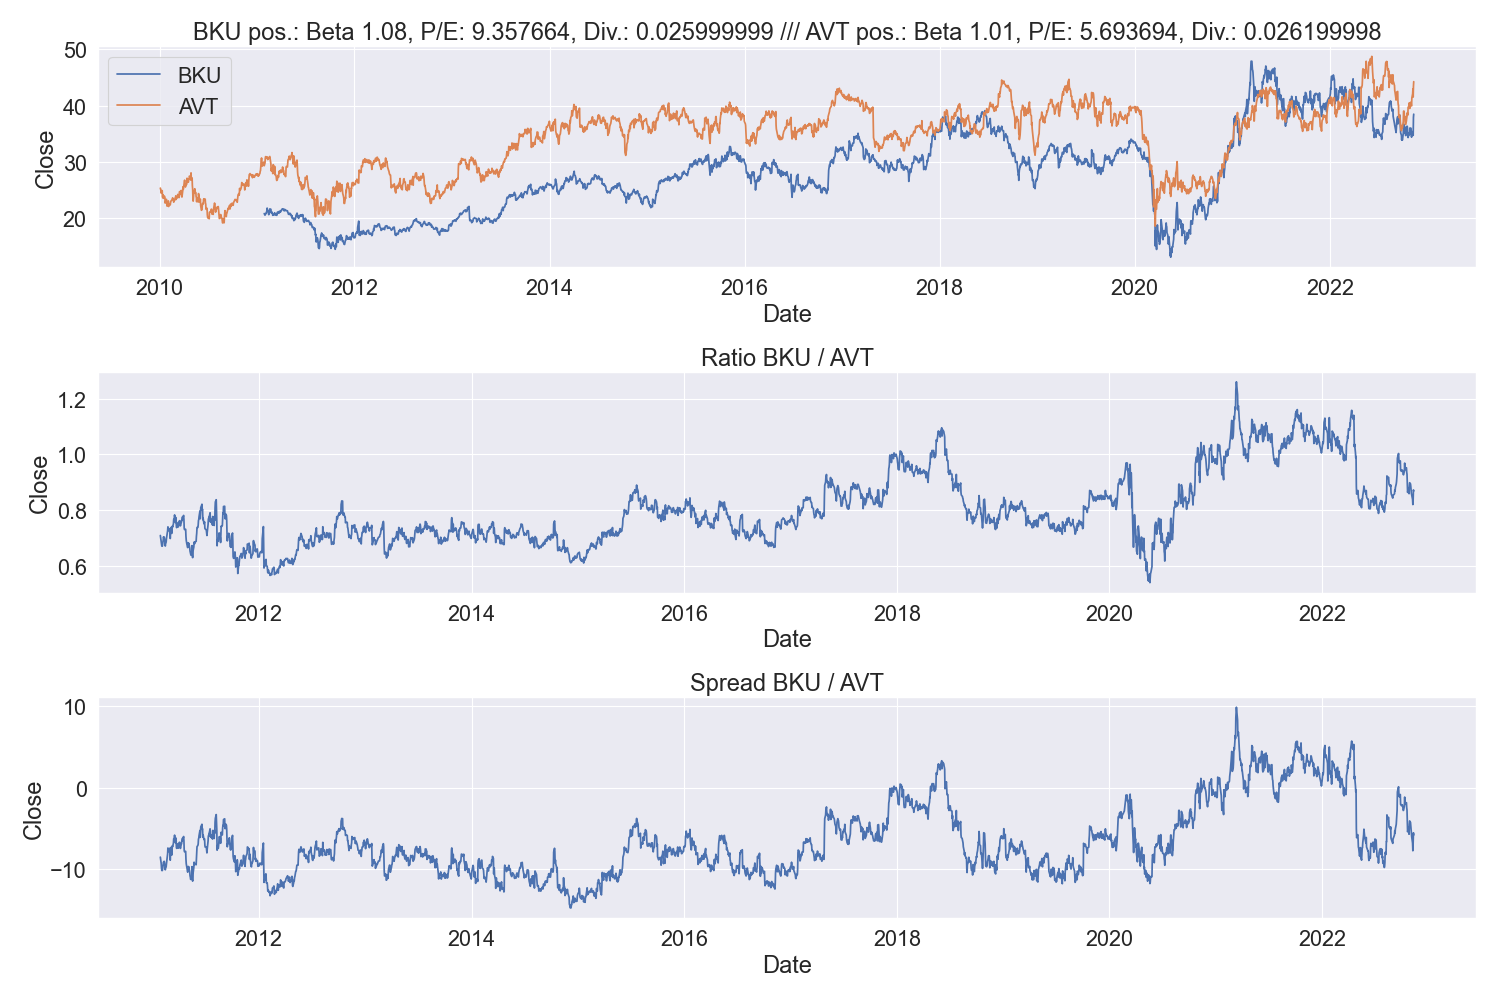 BKU pos.: Beta 1.08, P/E: 9.357664, Div.: 0.025999999 /// AVT pos.: Beta 1.01, P/E: 5.693694, Div.: 0.026199998
50
40
30
20
Close
BKU
AVT
2010 2012 2014 2016 2018 2020 2022
Date
Ratio BKU / AVT
1.2
1.0
0.8
0.6
Close
2012 2014 2016 2018 2020 2022
Date
Spread BKU / AVT
10
0
−10
Close
2012 2014 2016 2018 2020 2022
Date